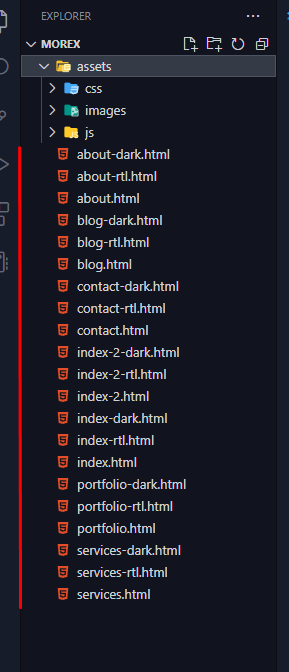 EXPLORER
MOREX
assets
css
images
js
about-dark.html
about-rtl.html
about.html
blog-dark.html
blog-rtl.html
blog.html
contact-dark.html
contact-rtl.html
contact.html
index-2-dark.html
index-2-rtl.html
index-2.html
index-dark.html
index-rtl.html
index.html
portfolio-dark.html
portfolio-rtl.html
portfolio.html
services-dark.html
services-rtl.html
services.html